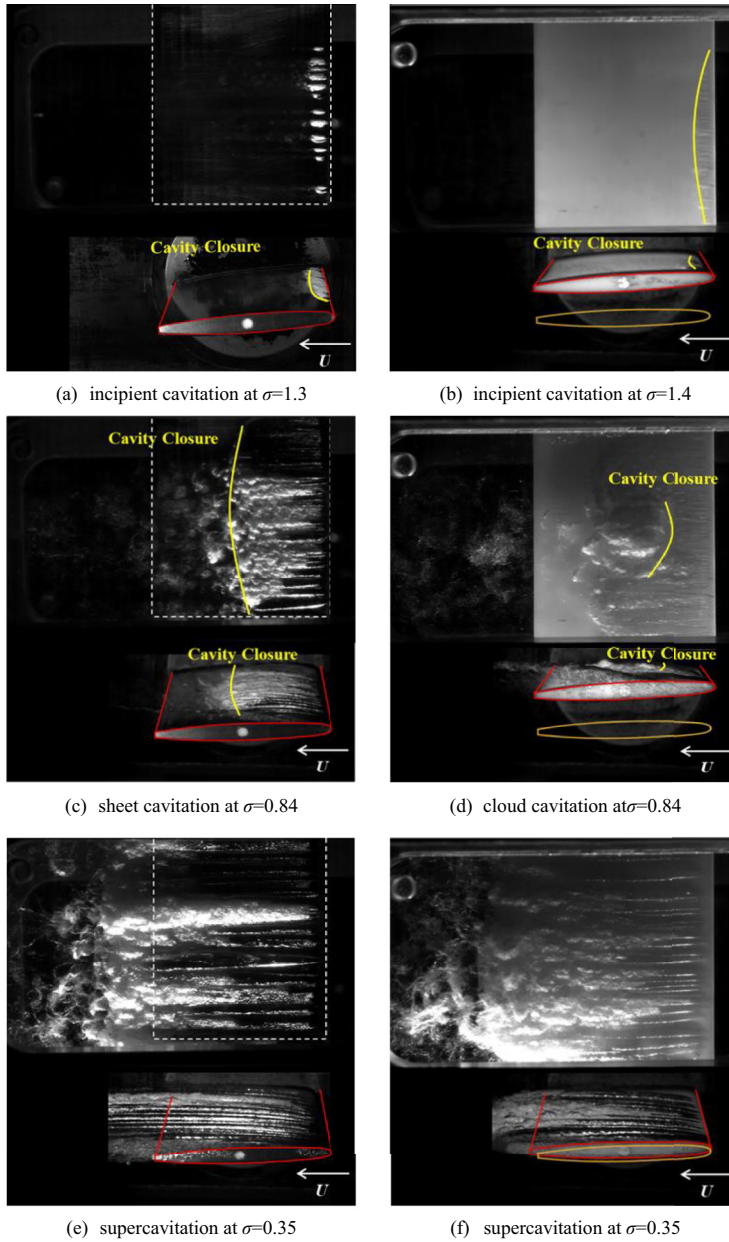 Cavity Closure
U
Cavity Closure
U
(a) incipient cavitation at σ=1.3
(b) incipient cavitation at σ=1.4
Cavity Closure
Cavity Closure
U
Cavity Closure
Cavity Closure
U
(c) sheet cavitation at σ=0.84
(d) cloud cavitation atσ=0.84
U
U
(e) supercavitation at σ=0.35
(f) supercavitation at σ=0.35